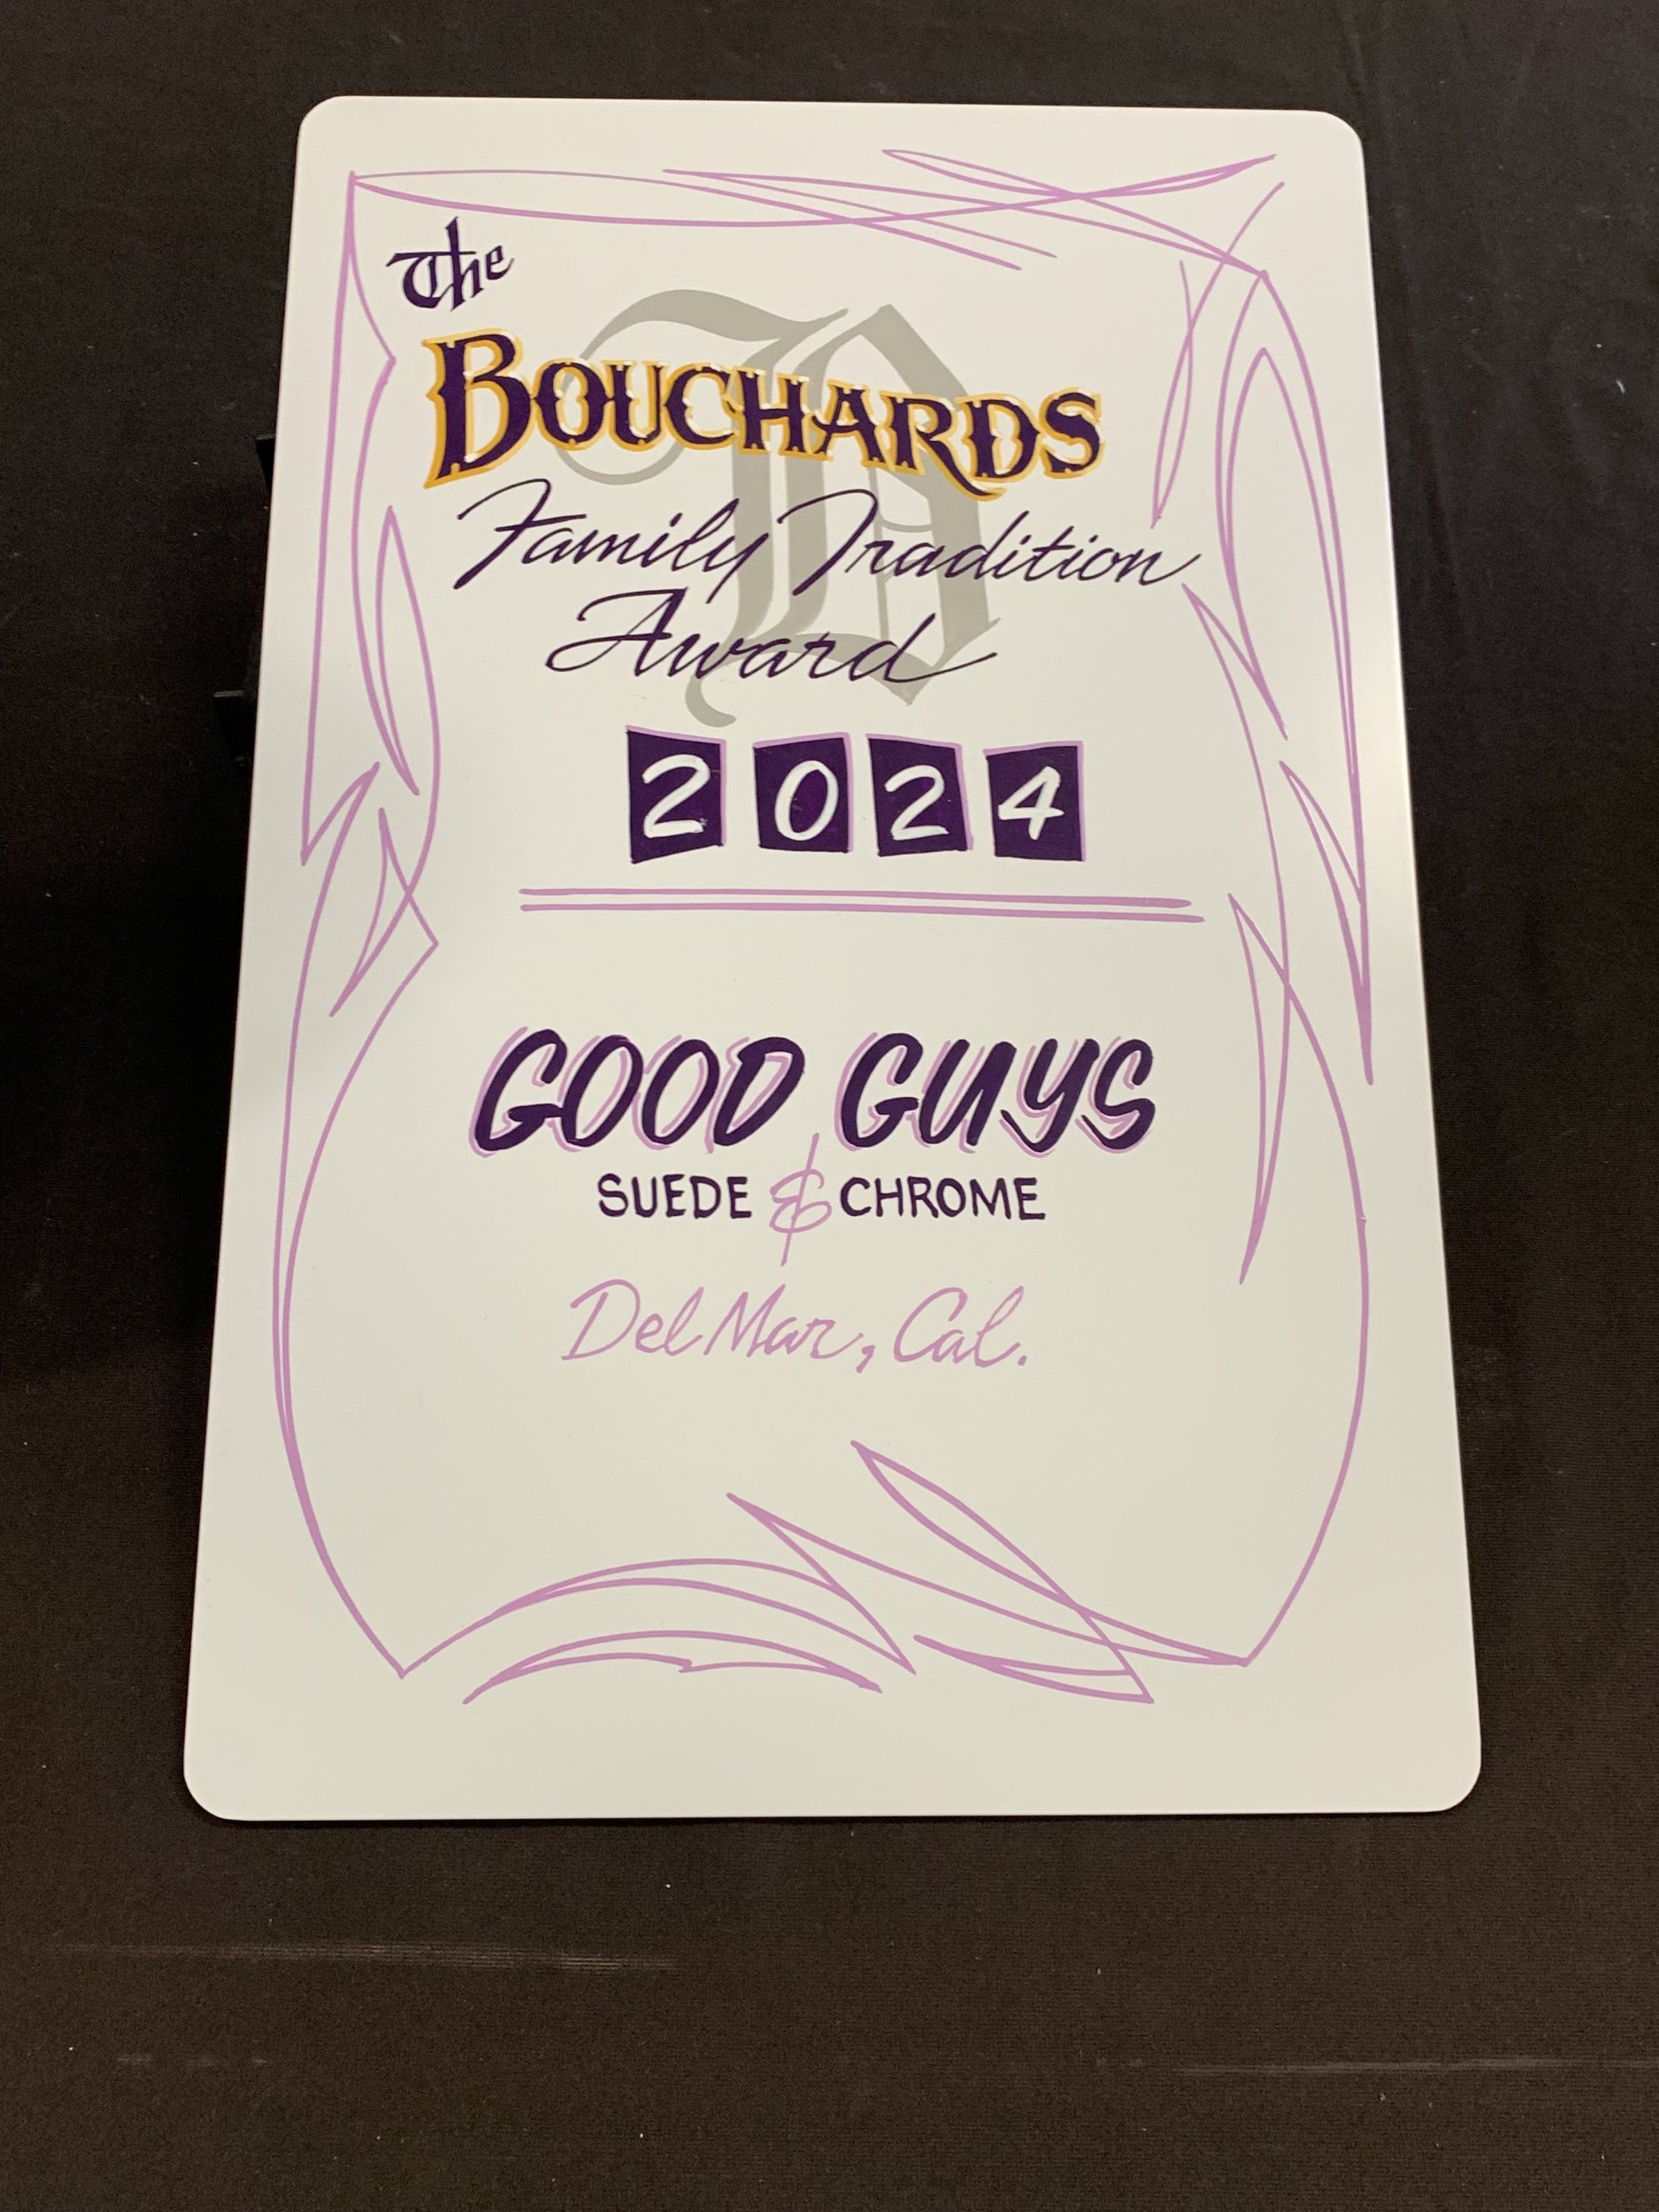 The
BOUCHARDS
Family Tradition
Award
2024
GOOD GUYS
SUEDE & CHROME
Del Mar, Cal.